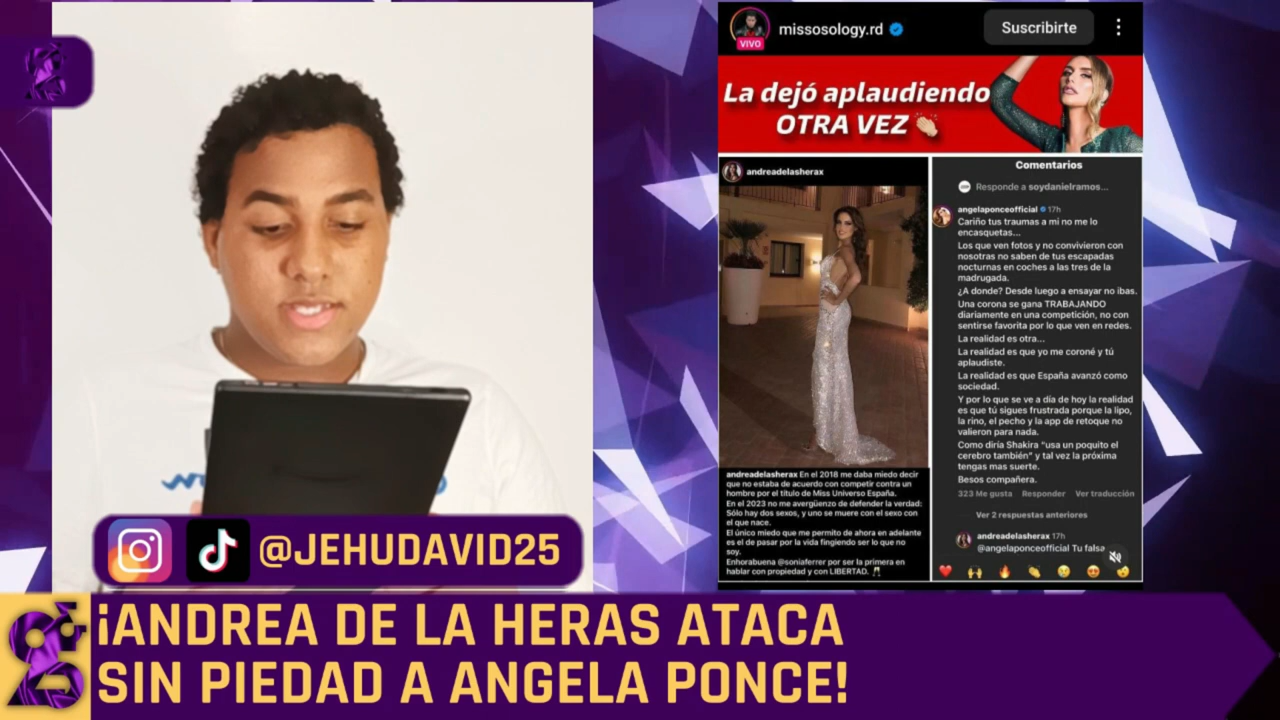 missosology.rd
Suscribirte
VIVO
La dejó aplaudiendo
OTRA VEZ
andreadelasherax
andreadelasherax En el 2018 me daba miedo decir
que no estaba de acuerdo con competir contra un
hombre por el título de Miss Universo España.
En el 2023 no me avergüenzo de defender la verdad:
Sólo hay dos sexos, y uno se muere con el sexo con
el que nace.
El único miedo que me permito de ahora en adelante
es el de pasar por la vida fingiendo ser lo que no
soy.
Enhorabuena @soniaferrer por ser la primera en
hablar con propiedad y con LIBERTAD.
Comentarios
Responde a soydanielramos...
angelaponceofficial 17h
Cariño tus traumas a mi no me lo
encasquetas...
Los que ven fotos y no convivieron con
nosotras no saben de tus escapadas
nocturnas en coches a las tres de la
madrugada.
¿A donde? Desde luego a ensayar no ibas.
Una corona se gana TRABAJANDO
diariamente en una competición, no con
sentirse favorita por lo que ven en redes.
La realidad es otra...
La realidad es que yo me coroné y tú
aplaudiste.
La realidad es que España avanzó como
sociedad.
Y por lo que se ve a día de hoy la realidad
es que tú sigues frustrada porque la lipo,
la rino, el pecho y la app de retoque no
valieron para nada.
Como diría Shakira "usa un poquito el
cerebro también" y tal vez la próxima
tengas mas suerte.
Besos compañera.
323 Me gusta Responder Ver traducción
Ver 2 respuestas anteriores
andreadelasherax 17h
@angelaponceofficial Tu falsa
@JEHUDAVID25
¡ANDREA DE LA HERAS ATACA
SIN PIEDAD A ANGELA PONCE!